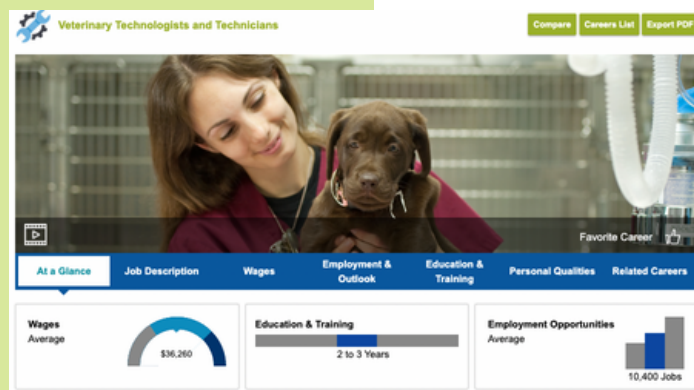 Veterinary Technologists and Technicians
Compare
Careers List
Export PDF
Favorite Career
At a Glance
Job Description
Wages
Employment &
Outlook
Education &
Training
Personal Qualities
Related Careers
Wages
Average
$36,260
Education & Training
2 to 3 Years
Employment Opportunities
Average
10,400 Jobs